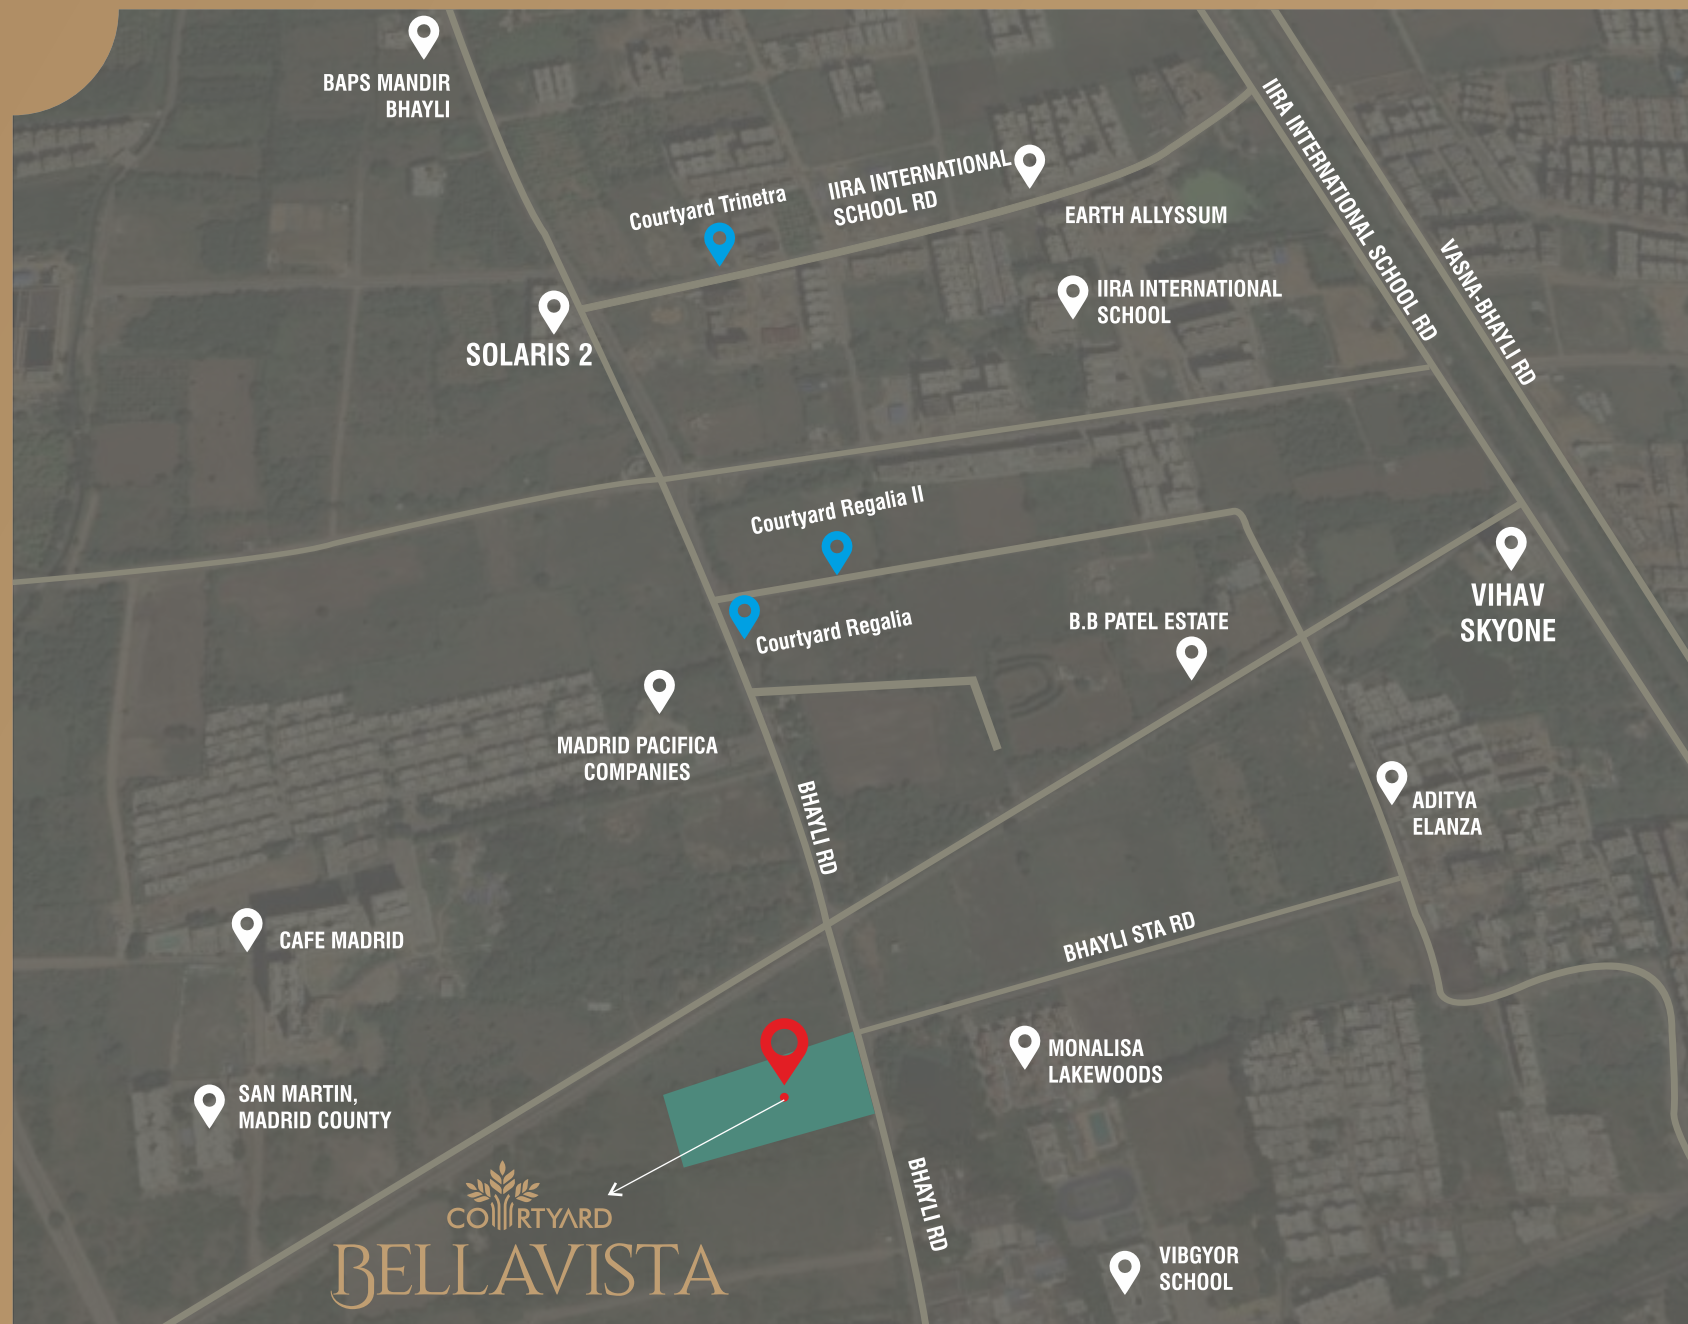 BAPS MANDIR
BHAYLI
IIRA INTERNATIONAL SCHOOL RD
IIRA INTERNATIONAL
SCHOOL RD
Courtyard Trinetra
EARTH ALLYSSUM
VASNA-BHAYLI RD
IIRA INTERNATIONAL
SCHOOL
SOLARIS 2
Courtyard Regalia II
Courtyard Regalia
B.B PATEL ESTATE
VIHAV
SKYONE
MADRID PACIFICA
COMPANIES
BHAYLI RD
ADITYA
ELANZA
CAFE MADRID
BHAYLI STA RD
MONALISA
LAKEWOODS
SAN MARTIN,
MADRID COUNTY
BHAYLI RD
COURTYARD
BELLAVISTA
VIBGYOR
SCHOOL